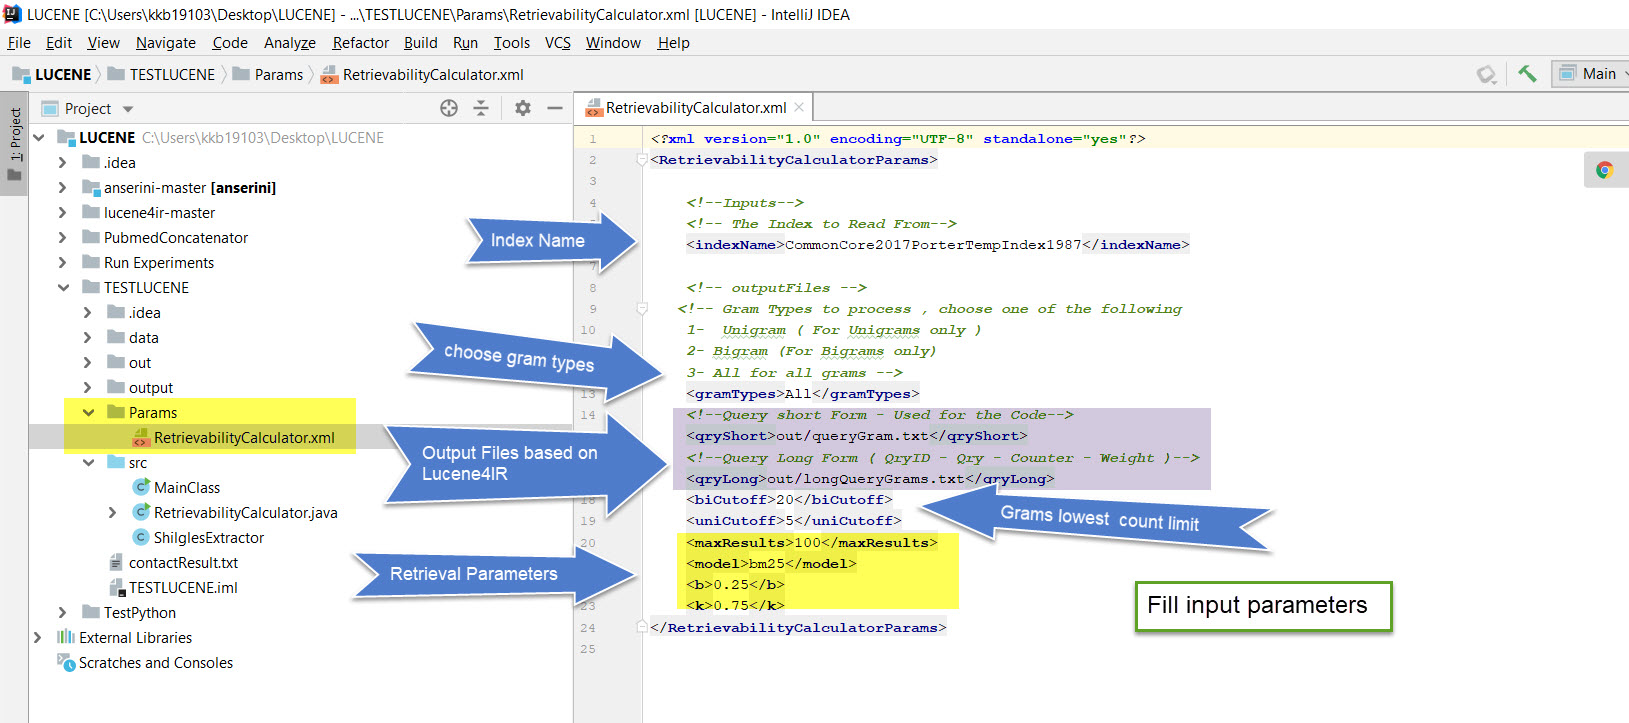 LUCENE [C:\Users\kkb19103\Desktop\LUCENE] - ...\TESTLUCENE\Params\RetrievabilityCalculator.xml [LUCENE] - IntelliJ IDEA
File Edit View Navigate Code Analyze Refactor Build Run Tools VCS Window Help
LUCENE TESTLUCENE Params RetrievabilityCalculator.xml Main
1: Project
Project
LUCENE C:\Users\kkb19103\Desktop\LUCENE
.idea
anserini-master [anserini]
lucene4ir-master
PubmedConcatenator
Run Experiments
TESTLUCENE
.idea
data
out
output
Params
RetrievabilityCalculator.xml
src
MainClass
RetrievabilityCalculator.java
ShilglesExtractor
contactResult.txt
TESTLUCENE.iml
TestPython
External Libraries
Scratches and Consoles
RetrievabilityCalculator.xml
1 <?xml version="1.0" encoding="UTF-8" standalone="yes"?>
2 <RetrievabilityCalculatorParams>
3
4 <!--Inputs-->
<!-- The Index to Read From-->
<indexName>CommonCore2017PorterTempIndex1987</indexName>
7
8 <!-- outputFiles -->
9 <!-- Gram Types to process , choose one of the following
10 1- Unigram ( For Unigrams only )
2- Bigram (For Bigrams only)
3- All for all grams -->
13 <gramTypes>All</gramTypes>
14 <!--Query short Form - Used for the Code-->
<qryShort>out/queryGram.txt</qryShort>
<!--Query Long Form ( QryID - Qry - Counter - Weight )-->
<qryLong>out/longQueryGrams.txt</qryLong>
18 <biCutoff>20</biCutoff>
19 <uniCutoff>5</uniCutoff>
20 <maxResults>100</maxResults>
<model>bm25</model>
<b>0.25</b>
23 <k>0.75</k>
24 </RetrievabilityCalculatorParams>
25
Index Name
choose gram types
Output Files based on
Lucene4IR
Grams lowest count limit
Retrieval Parameters
Fill input parameters